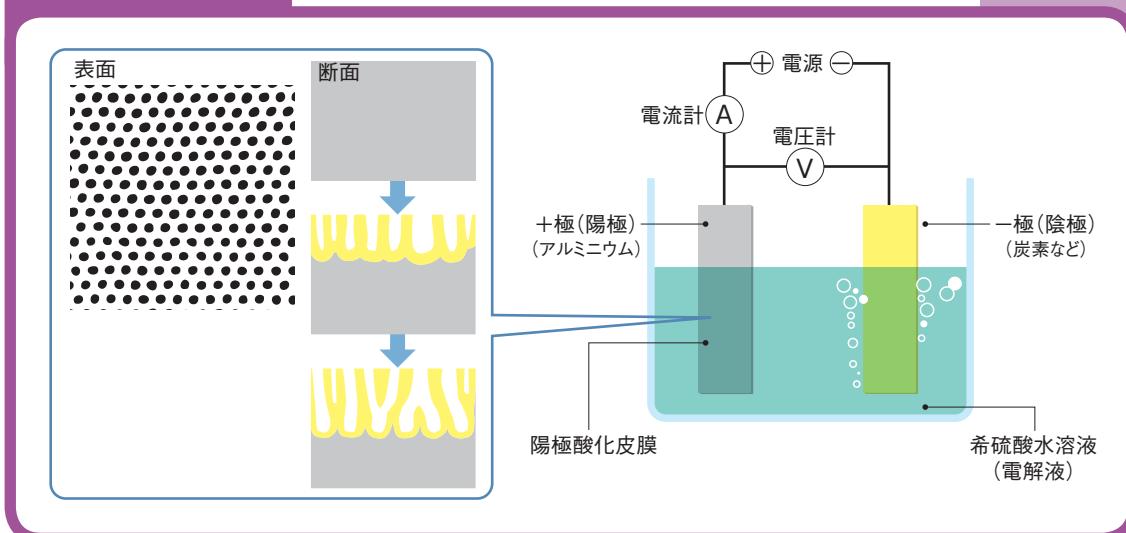 表面
断面
⊕ 電源 ⊖
電流計 A
電圧計
V
+極(陽極)
(アルミニウム)
−極(陰極)
(炭素など)
陽極酸化皮膜
希硫酸水溶液
(電解液)